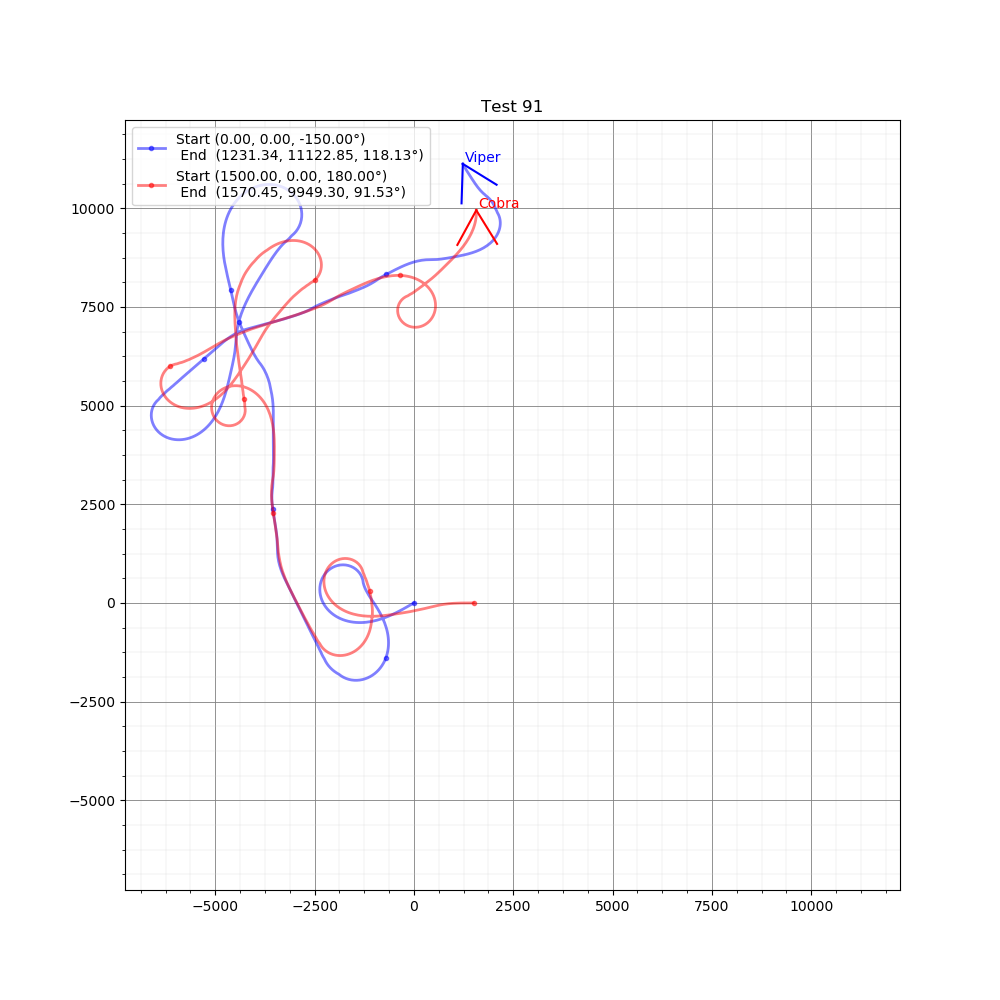 Test 91
Start (0.00, 0.00, -150.00°)
End (1231.34, 11122.85, 118.13°)
Start (1500.00, 0.00, 180.00°)
End (1570.45, 9949.30, 91.53°)
Viper
Cobra
10000
7500
5000
2500
0
−2500
−5000
−5000
−2500
0
2500
5000
7500
10000